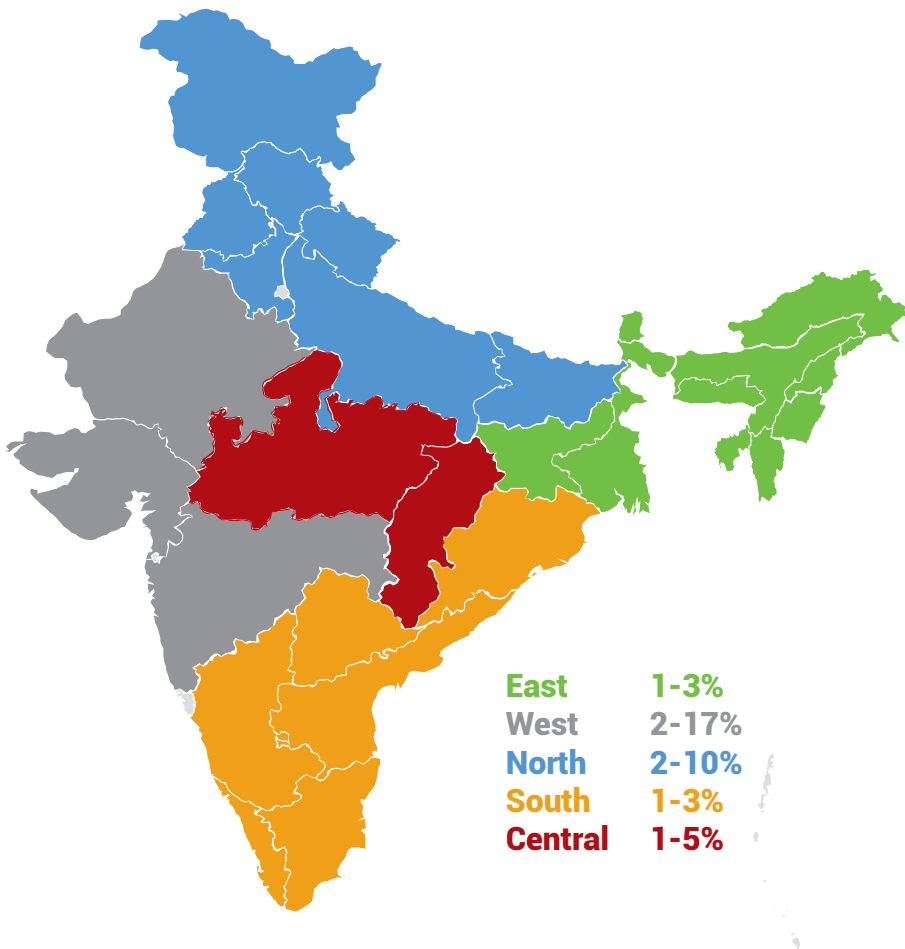 East 1-3%
West 2-17%
North 2-10%
South 1-3%
Central 1-5%